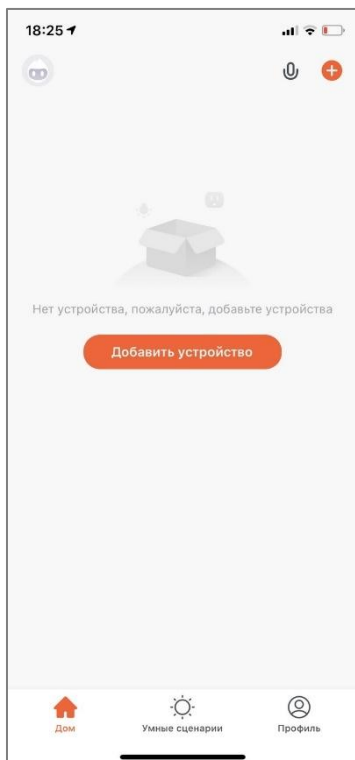 18:25
Нет устройства, пожалуйста, добавьте устройства
Добавить устройство
Дом
Умные сценарии
Профиль